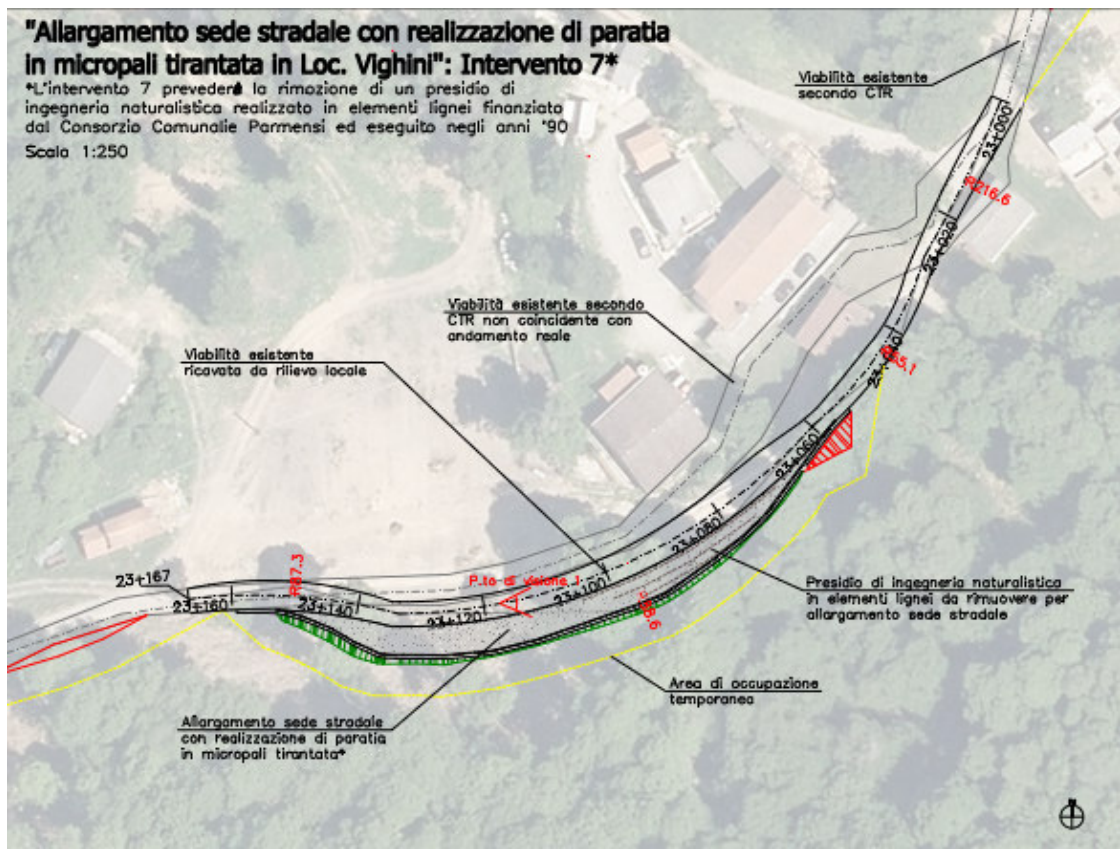 "Allargamento sede stradale con realizzazione di paratia
in micropali tirantata in Loc. Vighini": Intervento 7*
*L'intervento 7 prevederà la rimozione di un presidio di
ingegneria naturalistica realizzato in elementi lignei finanziato
dal Consorzio Comunalie Parmensi ed eseguito negli anni '90
Scala 1:250
Viabilità esistente
secondo CTR
23+000
R216.6
23+020
Viabilità esistente secondo
CTR non coincidente con
andamento reale
Viabilità esistente
ricavata da rilievo locale
23+060
23+080
23+167
R87.3
P.to di visione 1
23+100
23+160
23+140
23+120
Presidio di ingegneria naturalistica
in elementi lignei da rimuovere per
allargamento sede stradale
Area di occupazione
temporanea
Allargamento sede stradale
con realizzazione di paratia
in micropali tirantata*